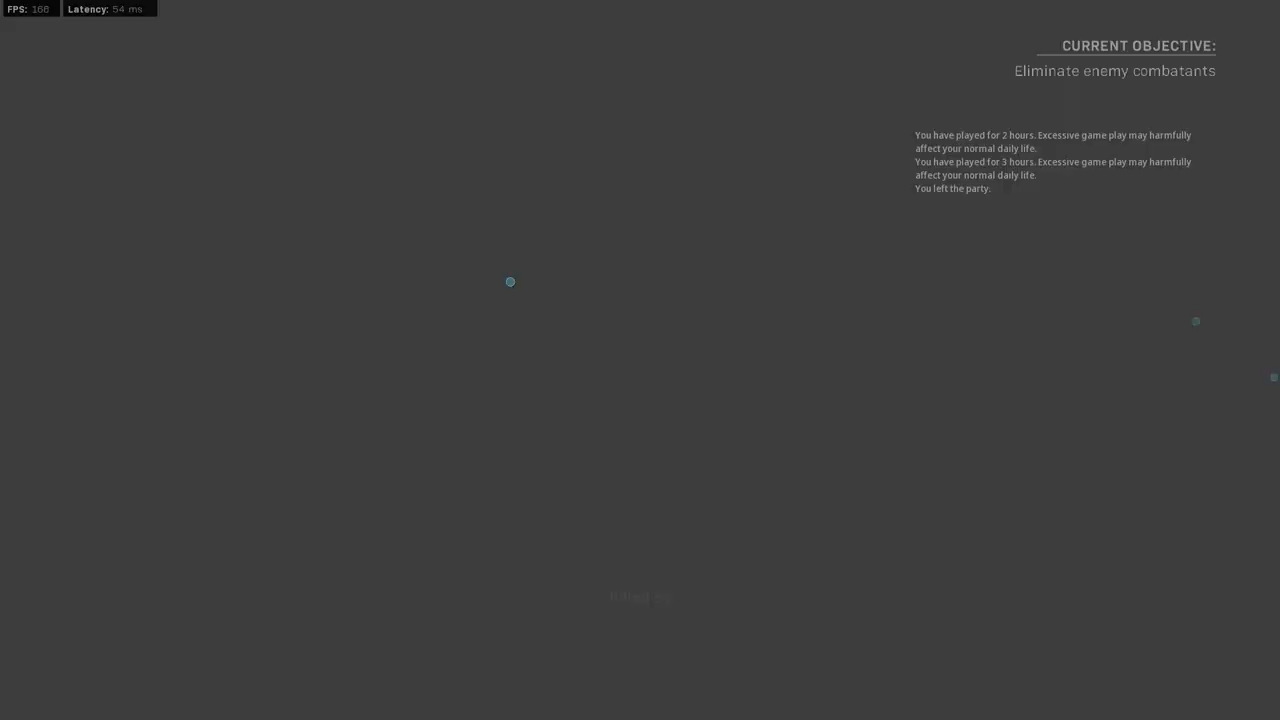 FPS: 168 Latency: 54 ms
CURRENT OBJECTIVE:
Eliminate enemy combatants
You have played for 2 hours. Excessive game play may harmfully
affect your normal daily life.
You have played for 3 hours. Excessive game play may harmfully
affect your normal daily life.
You left the party.